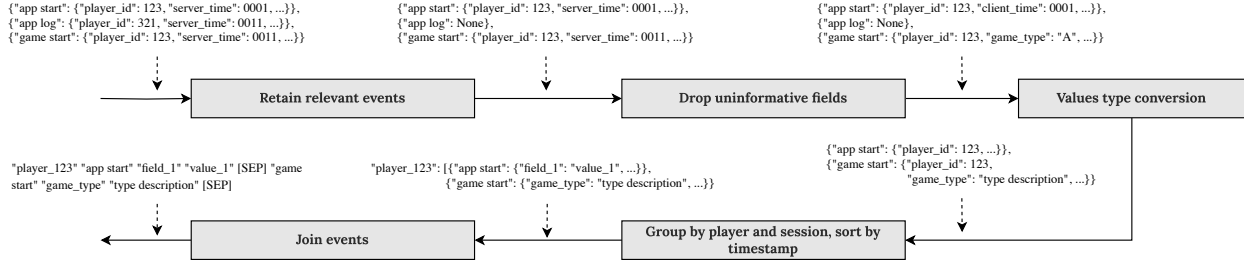 {"app start": {"player_id": 123, "server_time": 0001, ...}},
{"app log": {"player_id": 321, "server_time": 0011, ...}},
{"game start": {"player_id": 123, "server_time": 0011, ...}}
{"app start": {"player_id": 123, "server_time": 0001, ...}},
{"app log": None},
{"game start": {"player_id": 123, "server_time": 0011, ...}}
{"app start": {"player_id": 123, "client_time": 0001, ...}},
{"app log": None},
{"game start": {"player_id": 123, "game_type": "A", ...}}
Retain relevant events
Drop uninformative fields
Values type conversion
"player_123" "app start" "field_1" "value_1" [SEP] "game
start" "game_type" "type description" [SEP]
"player_123": [{"app start": {"field_1": "value_1", ...}},
{"game start": {"game_type": "type description", ...}}
{"app start": {"player_id": 123, ...}},
{"game start": {"player_id": 123,
"game_type": "type description", ...}}
Join events
Group by player and session, sort by
timestamp